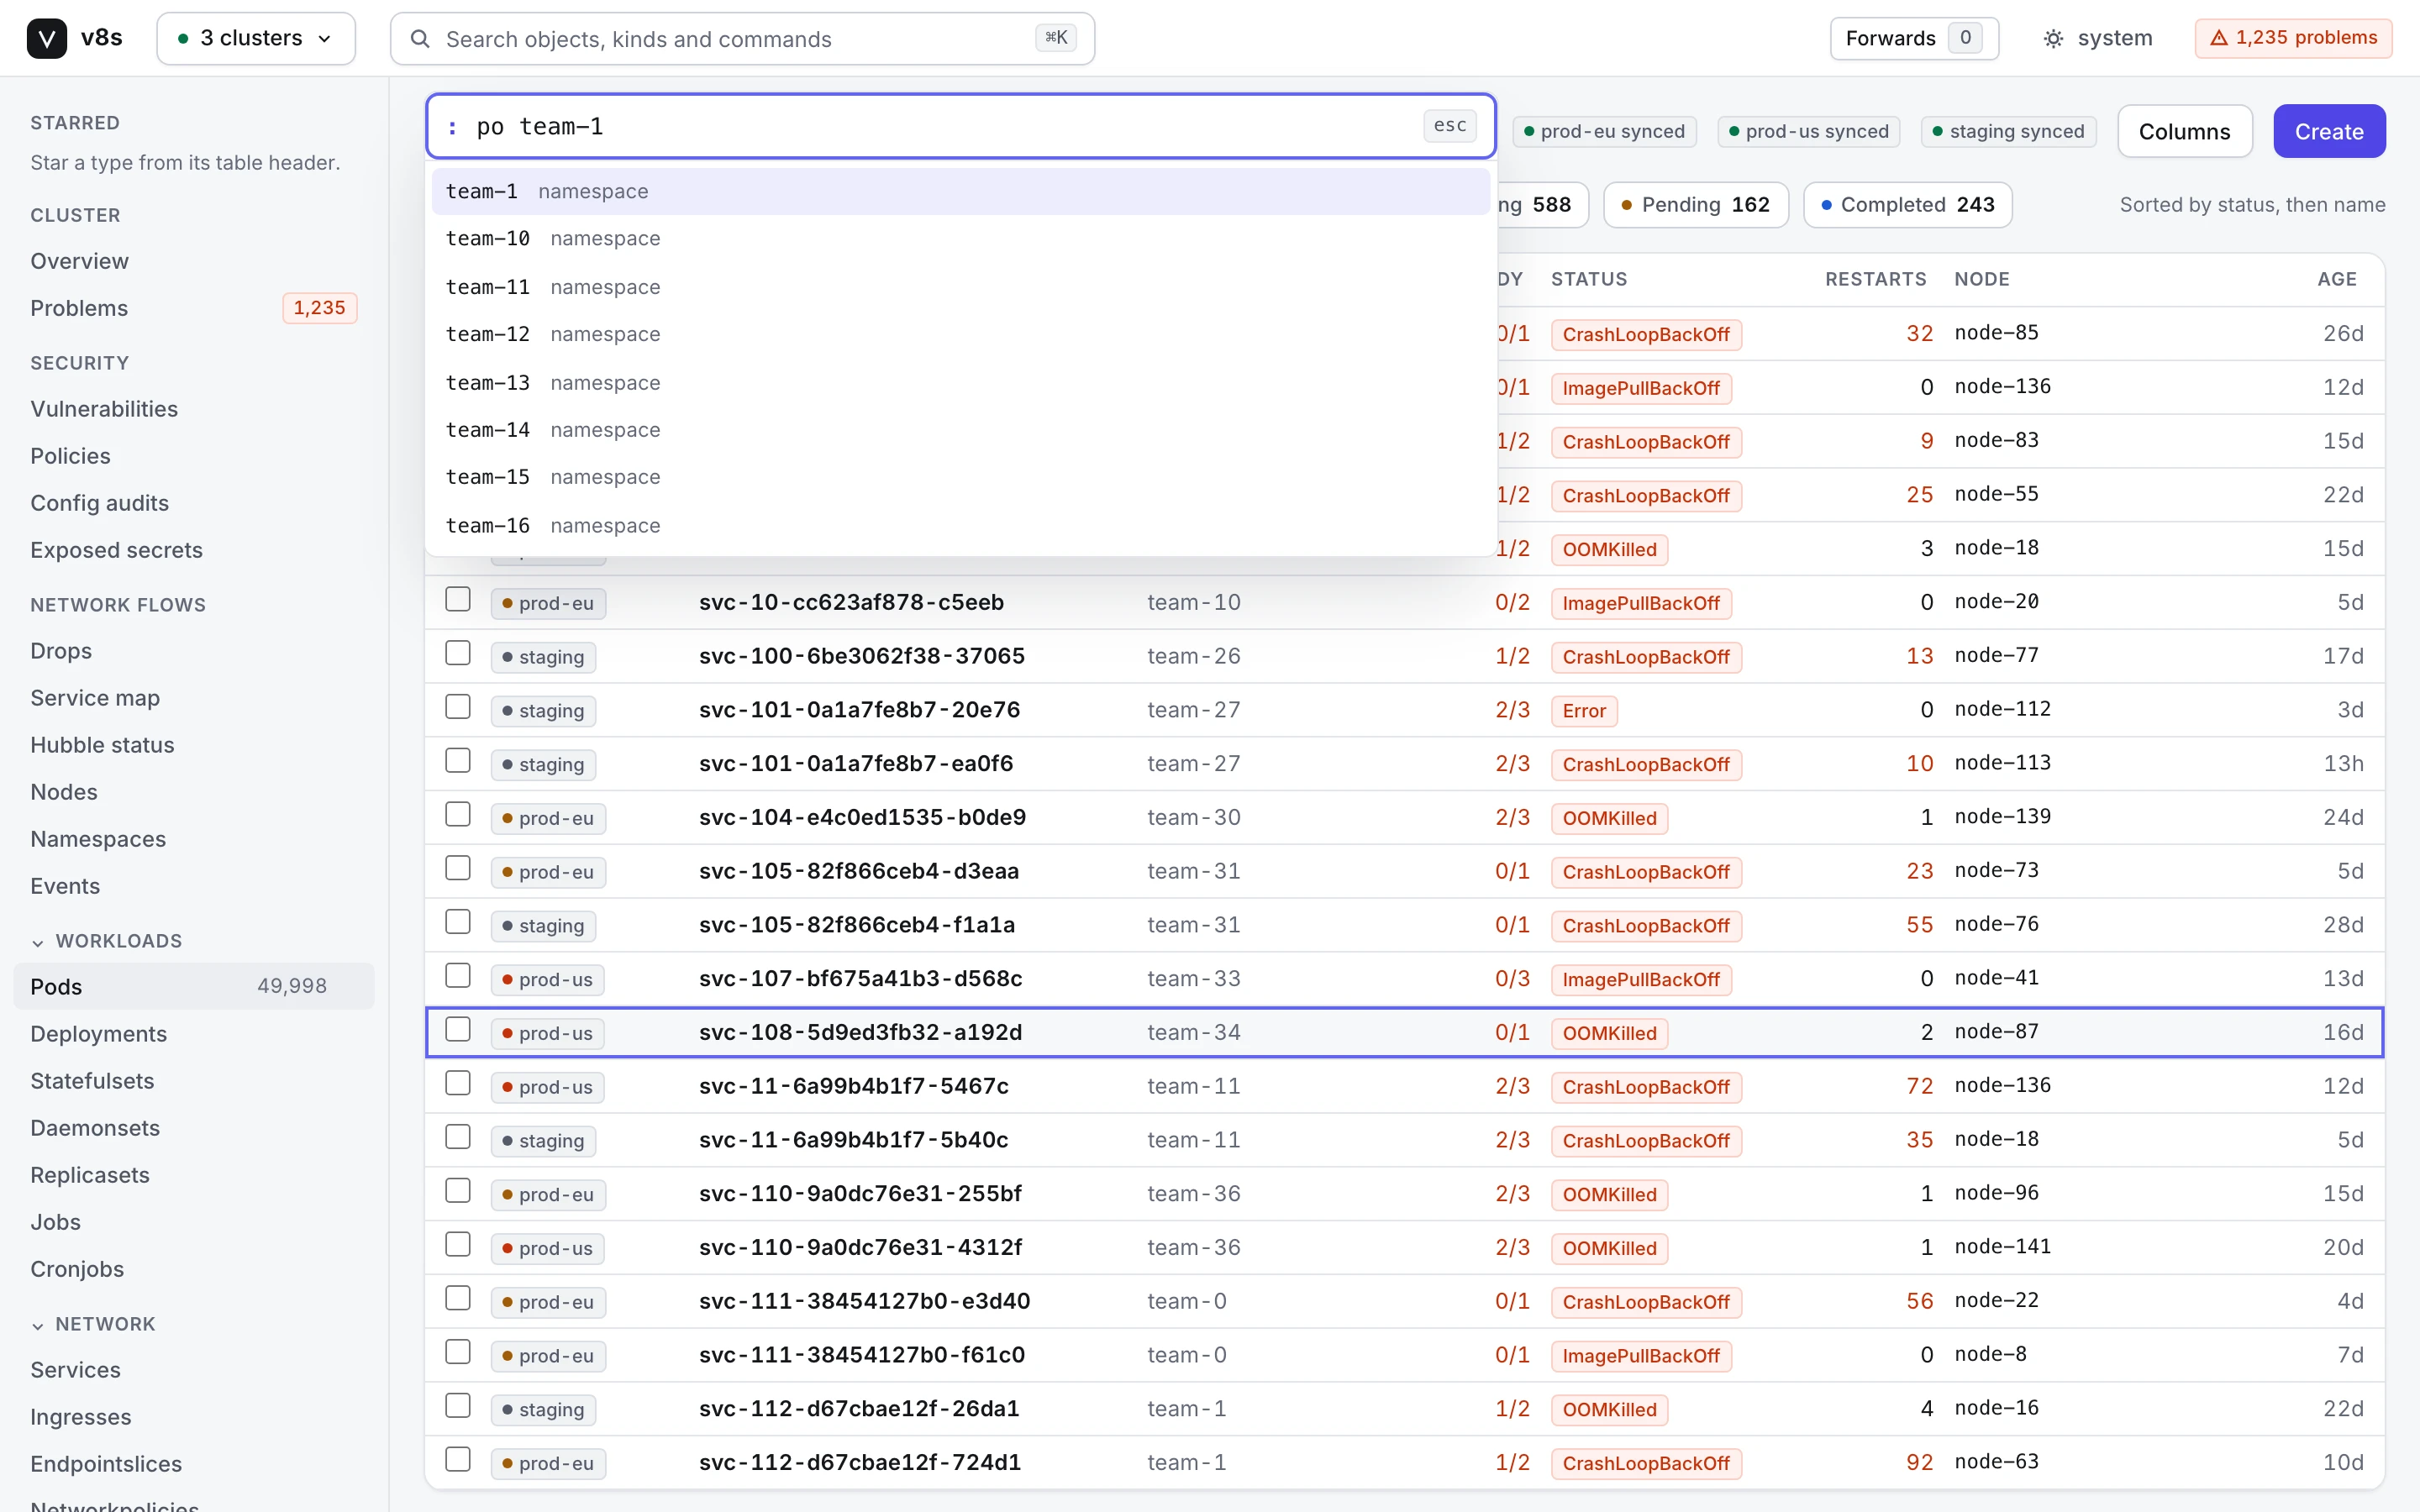 v8s 3 clusters Search objects, kinds and commands ⌘K Forwards 0 system 1,235 problems
STARRED
Star a type from its table header.
CLUSTER
Overview
Problems 1,235
SECURITY
Vulnerabilities
Policies
Config audits
Exposed secrets
NETWORK FLOWS
Drops
Service map
Hubble status
Nodes
Namespaces
Events
WORKLOADS
Pods 49,998
Deployments
Statefulsets
Daemonsets
Replicasets
Jobs
Cronjobs
NETWORK
Services
Ingresses
Endpointslices
Networkpolicies
: po team-1 esc
prod-eu synced prod-us synced staging synced Columns Create
team-1 namespace
team-10 namespace
team-11 namespace
team-12 namespace
team-13 namespace
team-14 namespace
team-15 namespace
team-16 namespace
ng 588 Pending 162 Completed 243 Sorted by status, then name
DY STATUS RESTARTS NODE AGE
0/1 CrashLoopBackOff 32 node-85 26d
0/1 ImagePullBackOff 0 node-136 12d
1/2 CrashLoopBackOff 9 node-83 15d
1/2 CrashLoopBackOff 25 node-55 22d
1/2 OOMKilled 3 node-18 15d
prod-eu svc-10-cc623af878-c5eeb team-10 0/2 ImagePullBackOff 0 node-20 5d
staging svc-100-6be3062f38-37065 team-26 1/2 CrashLoopBackOff 13 node-77 17d
staging svc-101-0a1a7fe8b7-20e76 team-27 2/3 Error 0 node-112 3d
staging svc-101-0a1a7fe8b7-ea0f6 team-27 2/3 CrashLoopBackOff 10 node-113 13h
prod-eu svc-104-e4c0ed1535-b0de9 team-30 2/3 OOMKilled 1 node-139 24d
prod-eu svc-105-82f866ceb4-d3eaa team-31 0/1 CrashLoopBackOff 23 node-73 5d
staging svc-105-82f866ceb4-f1a1a team-31 0/1 CrashLoopBackOff 55 node-76 28d
prod-us svc-107-bf675a41b3-d568c team-33 0/3 ImagePullBackOff 0 node-41 13d
prod-us svc-108-5d9ed3fb32-a192d team-34 0/1 OOMKilled 2 node-87 16d
prod-us svc-11-6a99b4b1f7-5467c team-11 2/3 CrashLoopBackOff 72 node-136 12d
staging svc-11-6a99b4b1f7-5b40c team-11 2/3 CrashLoopBackOff 35 node-18 5d
prod-eu svc-110-9a0dc76e31-255bf team-36 2/3 OOMKilled 1 node-96 15d
prod-us svc-110-9a0dc76e31-4312f team-36 2/3 OOMKilled 1 node-141 20d
prod-eu svc-111-38454127b0-e3d40 team-0 0/1 CrashLoopBackOff 56 node-22 4d
prod-eu svc-111-38454127b0-f61c0 team-0 0/1 ImagePullBackOff 0 node-8 7d
staging svc-112-d67cbae12f-26da1 team-1 1/2 OOMKilled 4 node-16 22d
prod-eu svc-112-d67cbae12f-724d1 team-1 1/2 CrashLoopBackOff 92 node-63 10d